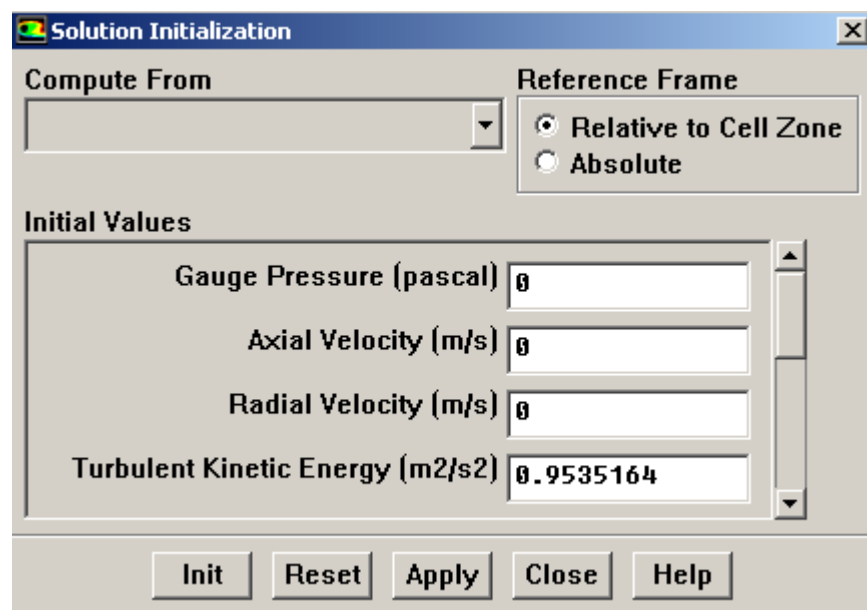 Solution Initialization
Compute From
Reference Frame
Relative to Cell Zone
Absolute
Initial Values
Gauge Pressure (pascal) 0
Axial Velocity (m/s) 0
Radial Velocity (m/s) 0
Turbulent Kinetic Energy (m2/s2) 0.9535164
Init Reset Apply Close Help